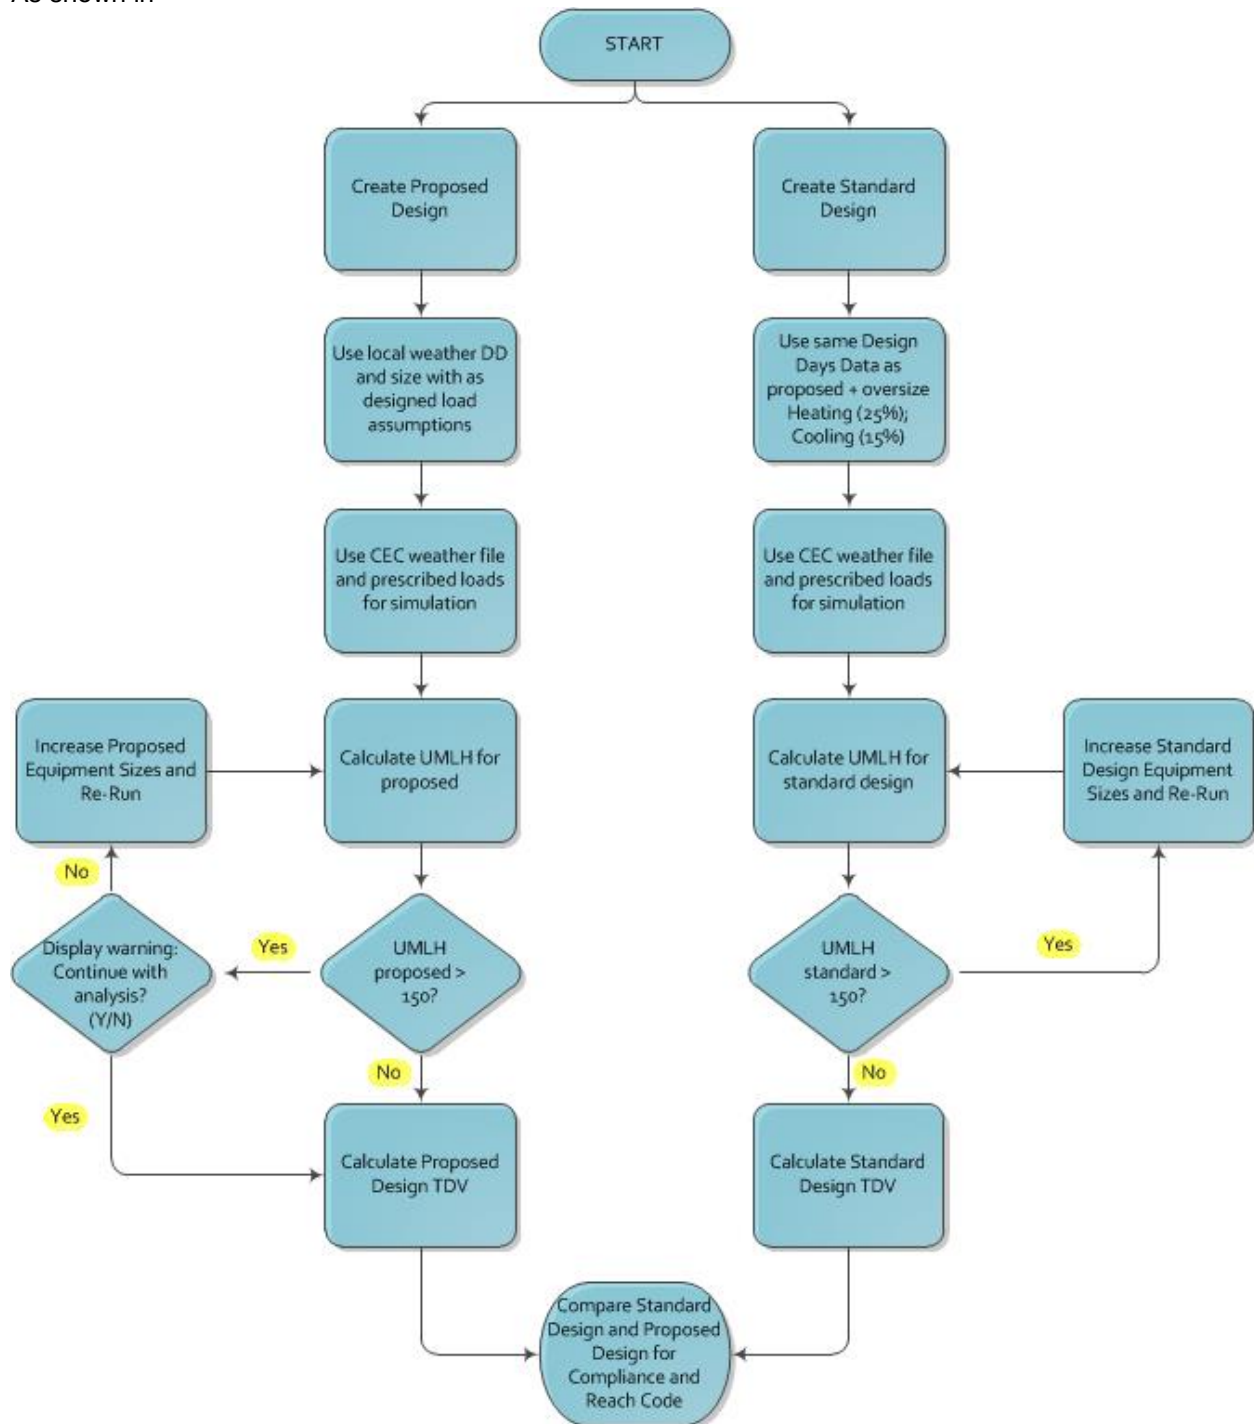 As shown in
START
Create Proposed
Design
Create Standard
Design
Use local weather DD
and size with as
designed load
assumptions
Use same Design
Days Data as
proposed + oversize
Heating (25%);
Cooling (15%)
Use CEC weather file
and prescribed loads
for simulation
Use CEC weather file
and prescribed loads
for simulation
Increase Proposed
Equipment Sizes and
Re-Run
Calculate UMLH for
proposed
Calculate UMLH for
standard design
Increase Standard
Design Equipment
Sizes and Re-Run
No
Display warning:
Continue with
analysis?
(Y/N)
Yes
UMLH
proposed >
150?
UMLH
standard >
150?
Yes
No
No
Yes
Calculate Proposed
Design TDV
Calculate Standard
Design TDV
Compare Standard
Design and Proposed
Design for
Compliance and
Reach Code